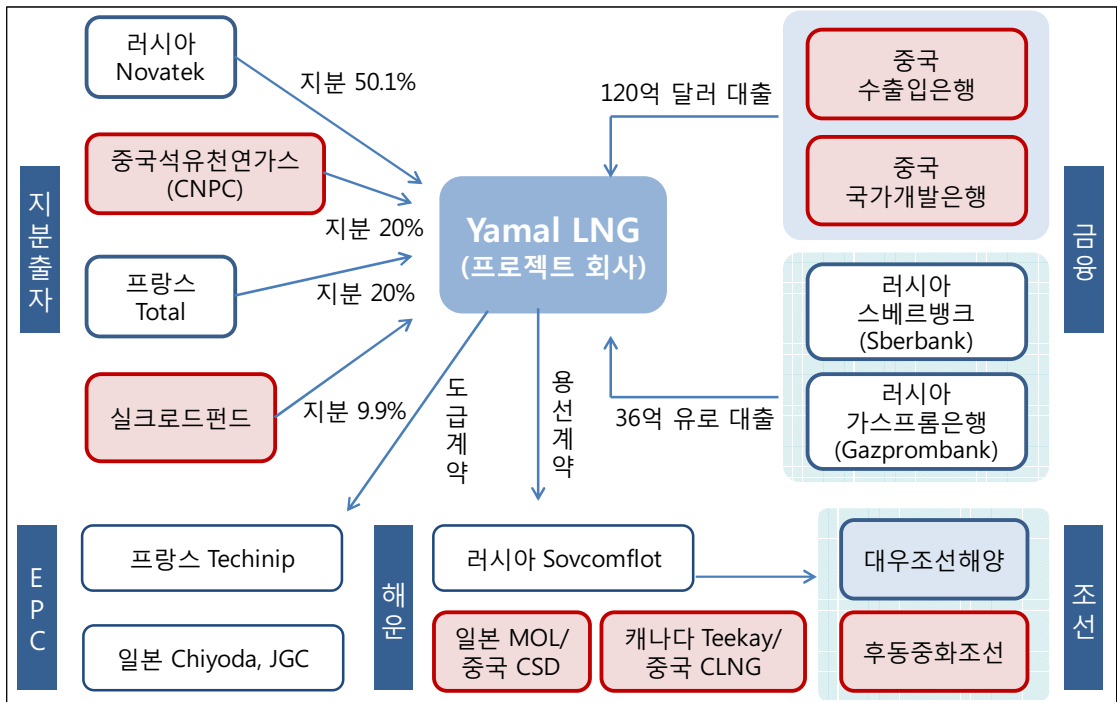 지분출자
러시아
Novatek
지분 50.1%
중국석유천연가스
(CNPC)
지분 20%
프랑스
Total
지분 20%
실크로드펀드
지분 9.9%
Yamal LNG
(프로젝트 회사)
120억 달러 대출
중국
수출입은행
중국
국가개발은행
금융
러시아
스베르뱅크
(Sberbank)
36억 유로 대출
러시아
가스프롬은행
(Gazprombank)
도급계약
용선계약
EPC
프랑스 Techinip
일본 Chiyoda, JGC
해운
러시아 Sovcomflot
일본 MOL/
중국 CSD
캐나다 Teekay/
중국 CLNG
대우조선해양
후동중화조선
조선